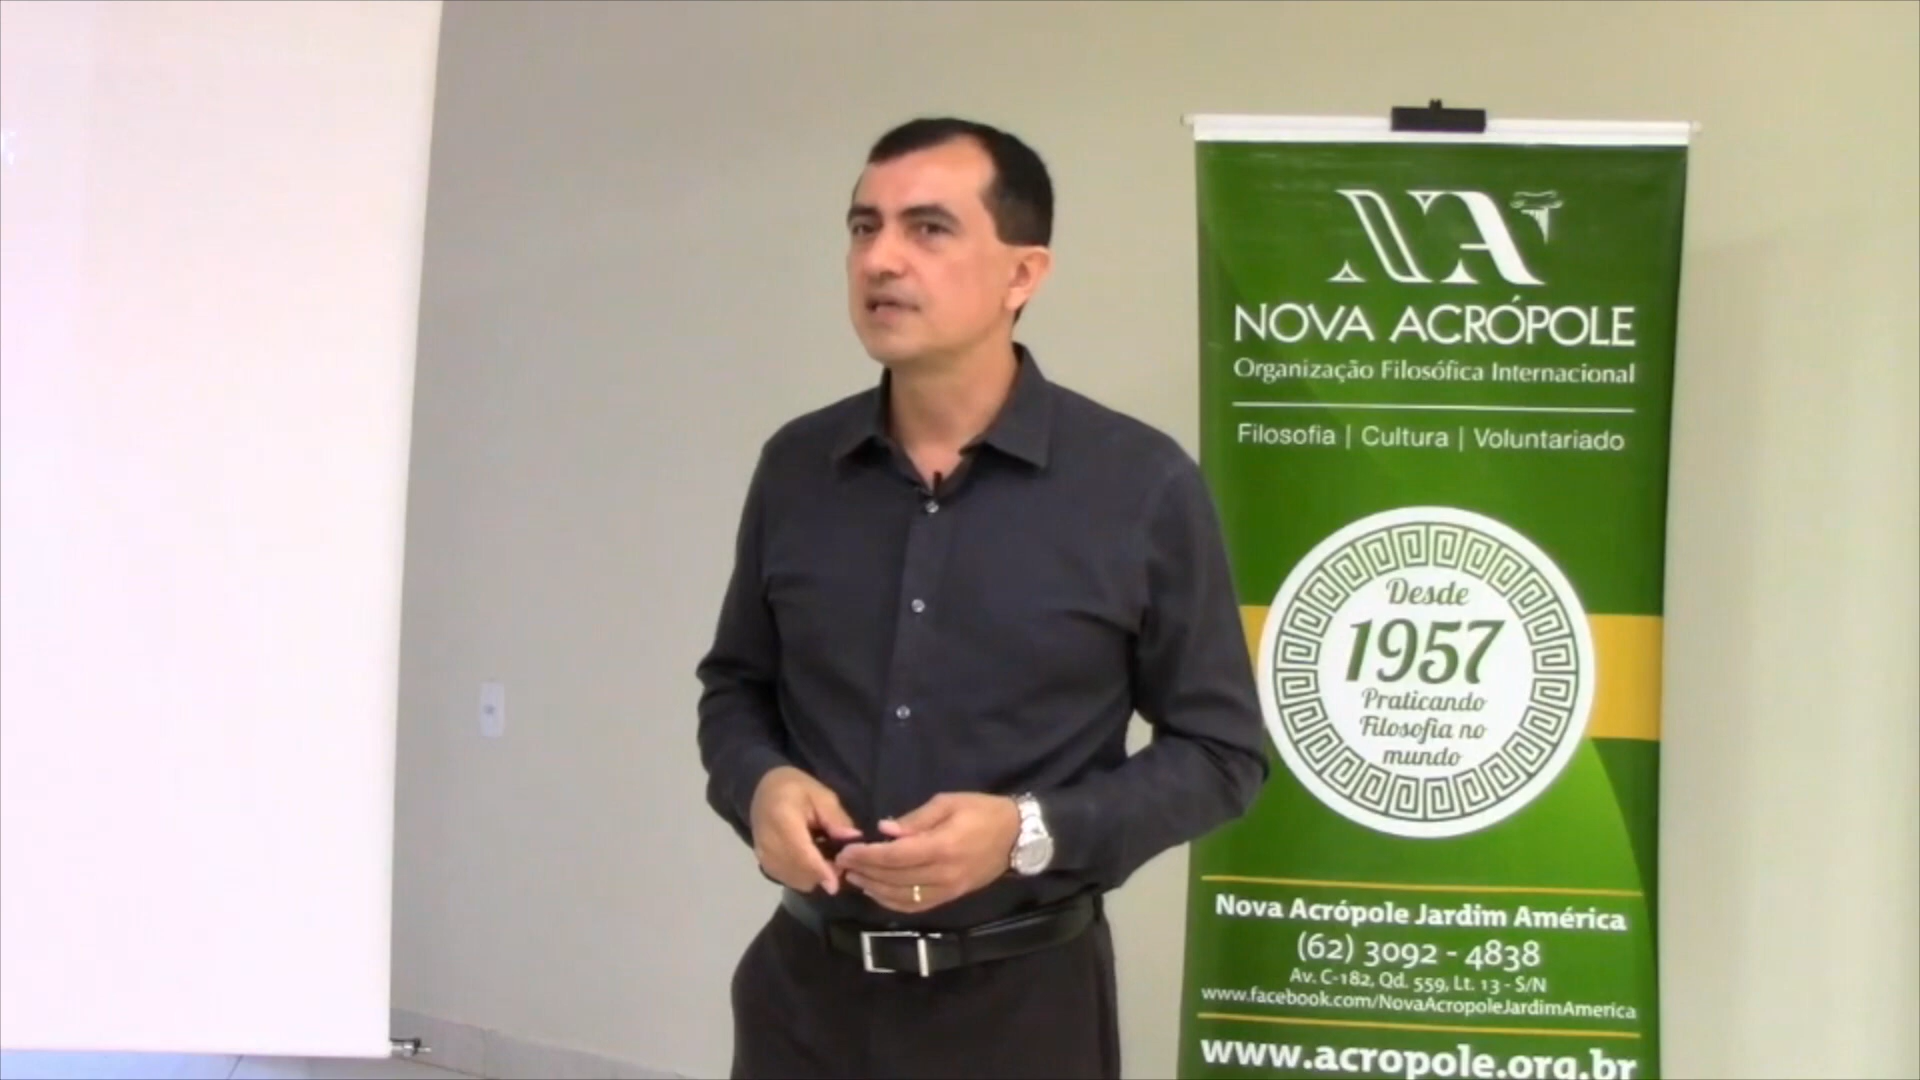 NA
NOVA ACRÓPOLE
Organização Filosófica Internacional
Filosofia | Cultura | Voluntariado
Desde
1957
Praticando
Filosofia no
mundo
Nova Acrópole Jardim América
(62) 3092 - 4838
Av. C-182, Qd. 559, Lt. 13 - S/N
www.facebook.com/NovaAcropoleJardimAmerica
www.acropole.org.br